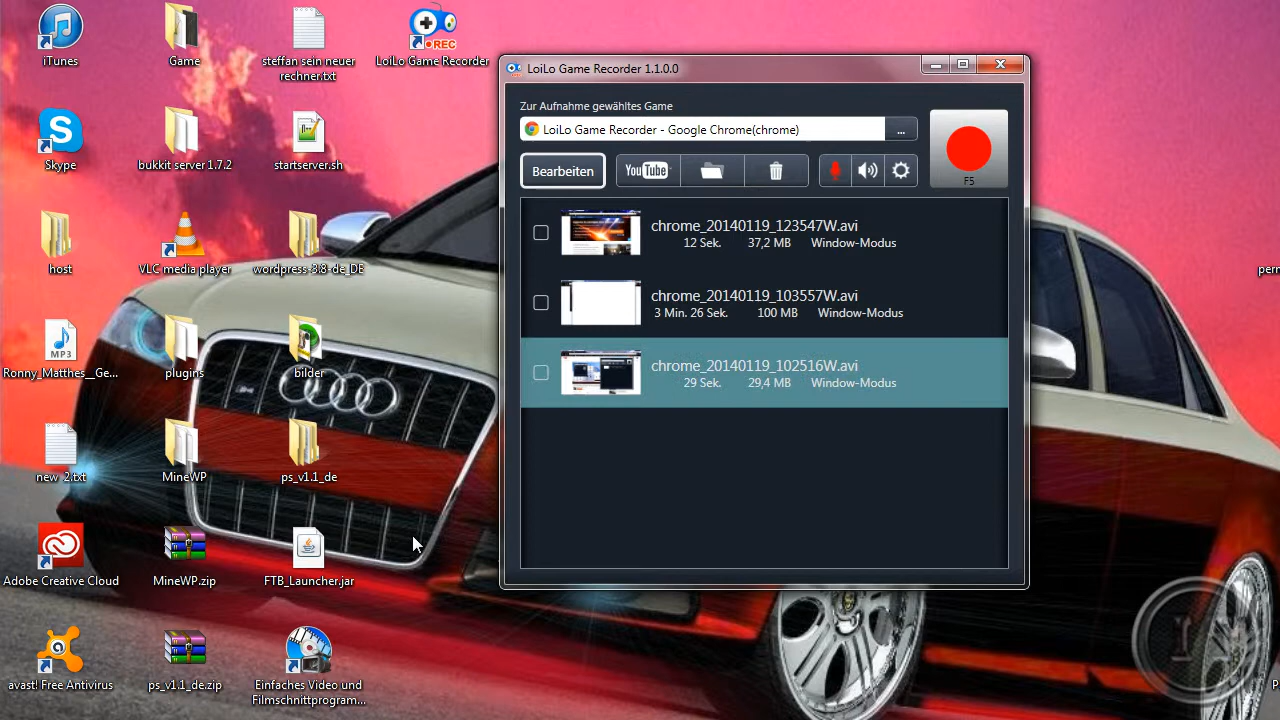 iTunes
Game
steffan sein neuer
rechner.txt
REC
LoiLo Game Recorder
Skype
bukkit server 1.7.2
startserver.sh
host
VLC media player
wordpress-3.8-de_DE
MP3
Ronny_Matthes__Ge...
plugins
bilder
new 2.txt
MineWP
ps_v1.1_de
Adobe Creative Cloud
MineWP.zip
FTB_Launcher.jar
avast! Free Antivirus
ps_v1.1_de.zip
Einfaches Video und
Filmschnittprogram...
LoiLo Game Recorder 1.1.0.0
Zur Aufnahme gewähltes Game
LoiLo Game Recorder - Google Chrome(chrome)
...
F5
Bearbeiten
YouTube
chrome_20140119_123547W.avi
12 Sek. 37,2 MB Window-Modus
chrome_20140119_103557W.avi
3 Min. 26 Sek. 100 MB Window-Modus
chrome_20140119_102516W.avi
29 Sek. 29,4 MB Window-Modus